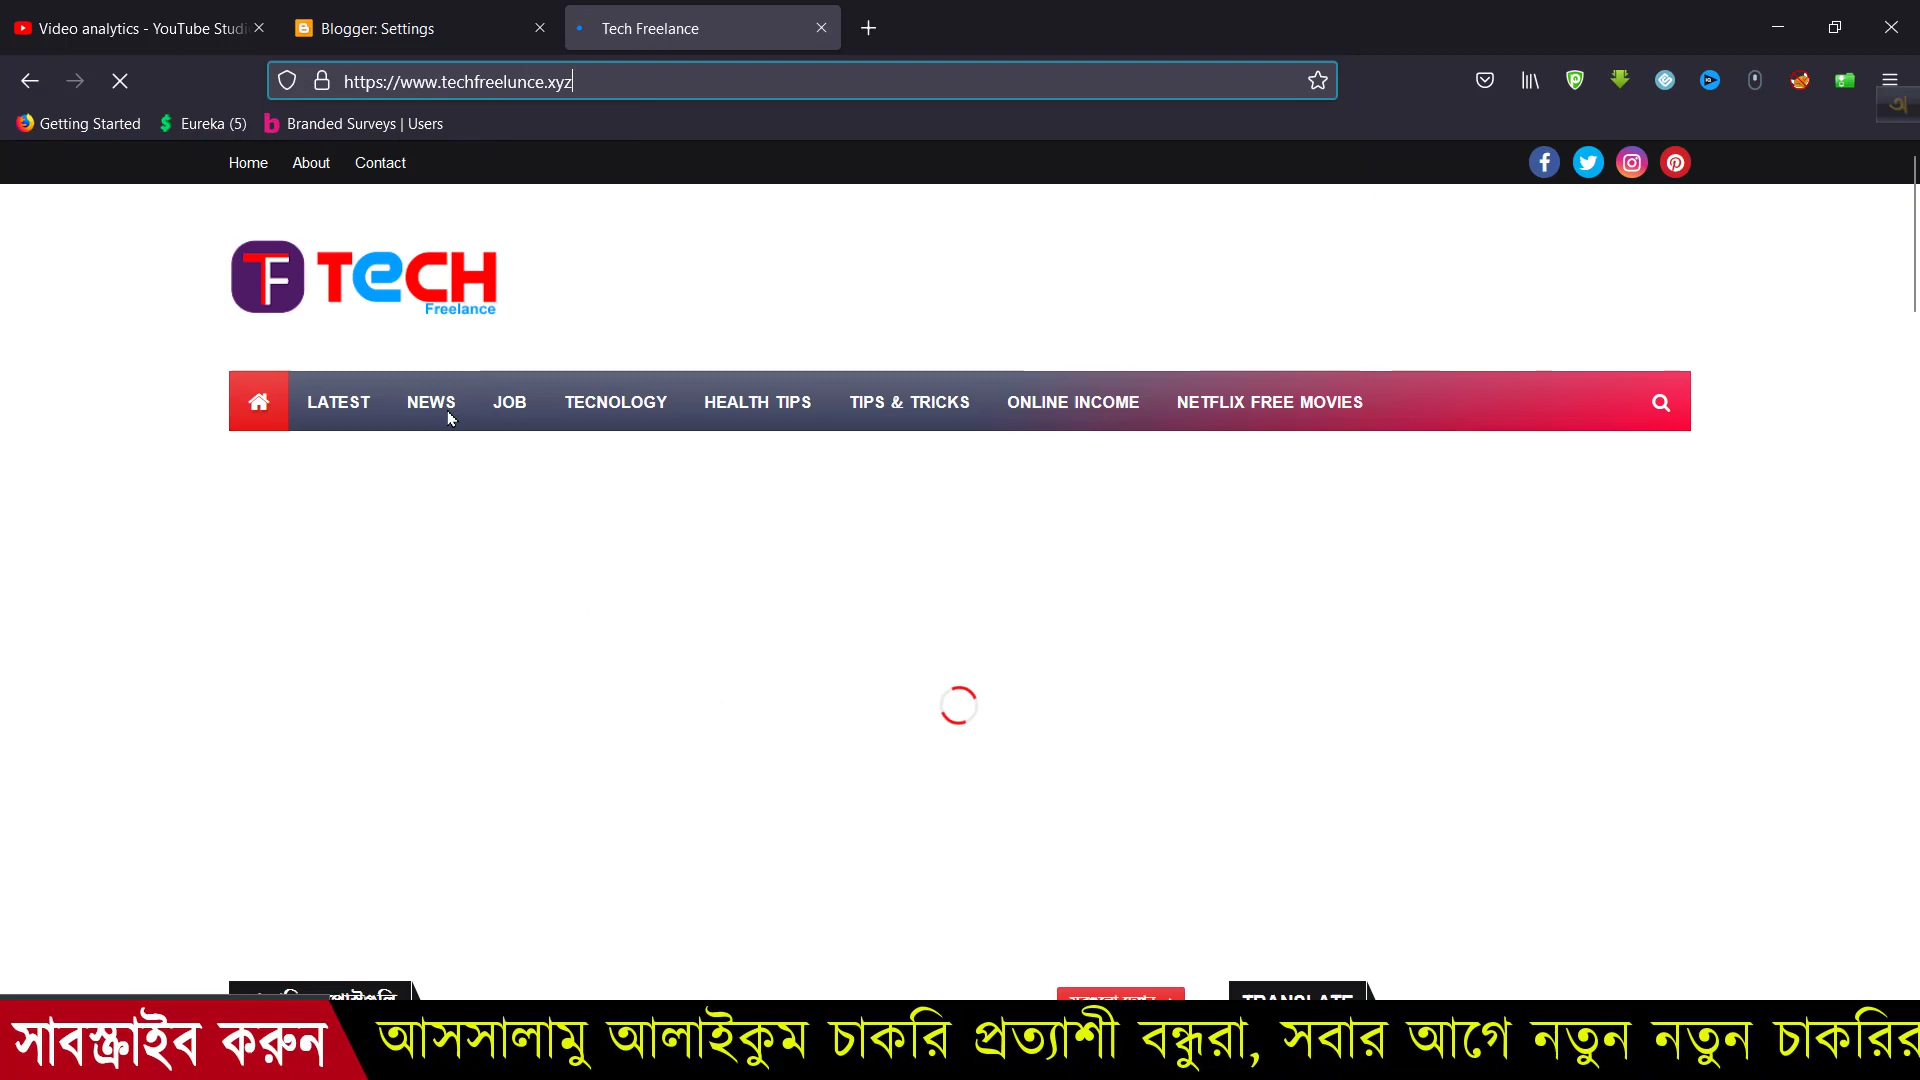 Video analytics - YouTube Studi
Blogger: Settings
Tech Freelance
https://www.techfreelunce.xyz
Getting Started
Eureka (5)
Branded Surveys | Users
Home
About
Contact
TF TeCH
Freelance
LATEST
NEWS
JOB
TECNOLOGY
HEALTH TIPS
TIPS & TRICKS
ONLINE INCOME
NETFLIX FREE MOVIES
TRANSLATE
সাবস্ক্রাইব করুন
আসসালামু আলাইকুম চাকরি প্রত্যাশী বন্ধুরা, সবার আগে নতুন নতুন চাকরির